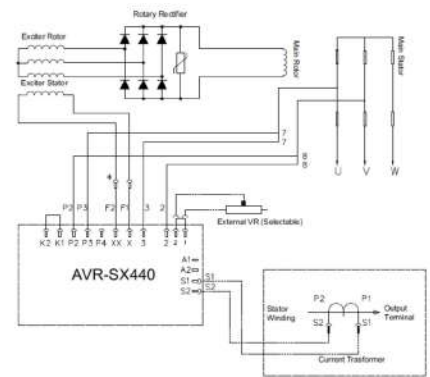 Rotary Rectifier
Exciter Rotor
Exciter Stator
Main Rotor
Main Stator
7
7
8
8
U V W
*
P2 P3 F2 F1 3 2
External VR (Selectable)
K2 K1 P2 P3 P4 XX X 3 2 2 1
AVR-SX440
A1
A2
S1 S1
S2 S2
P2 P1
Stator Winding
Output Terminal
S2 S1
Current Trasformer